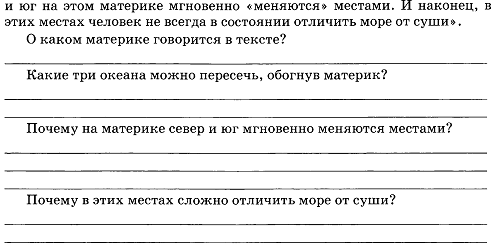 и юг на этом материке мгновенно «меняются» местами. И наконец, в
этих местах человек не всегда в состоянии отличить море от суши».
О каком материке говорится в тексте?
Какие три океана можно пересечь, обогнув материк?
Почему на материке север и юг мгновенно меняются местами?
Почему в этих местах сложно отличить море от суши?